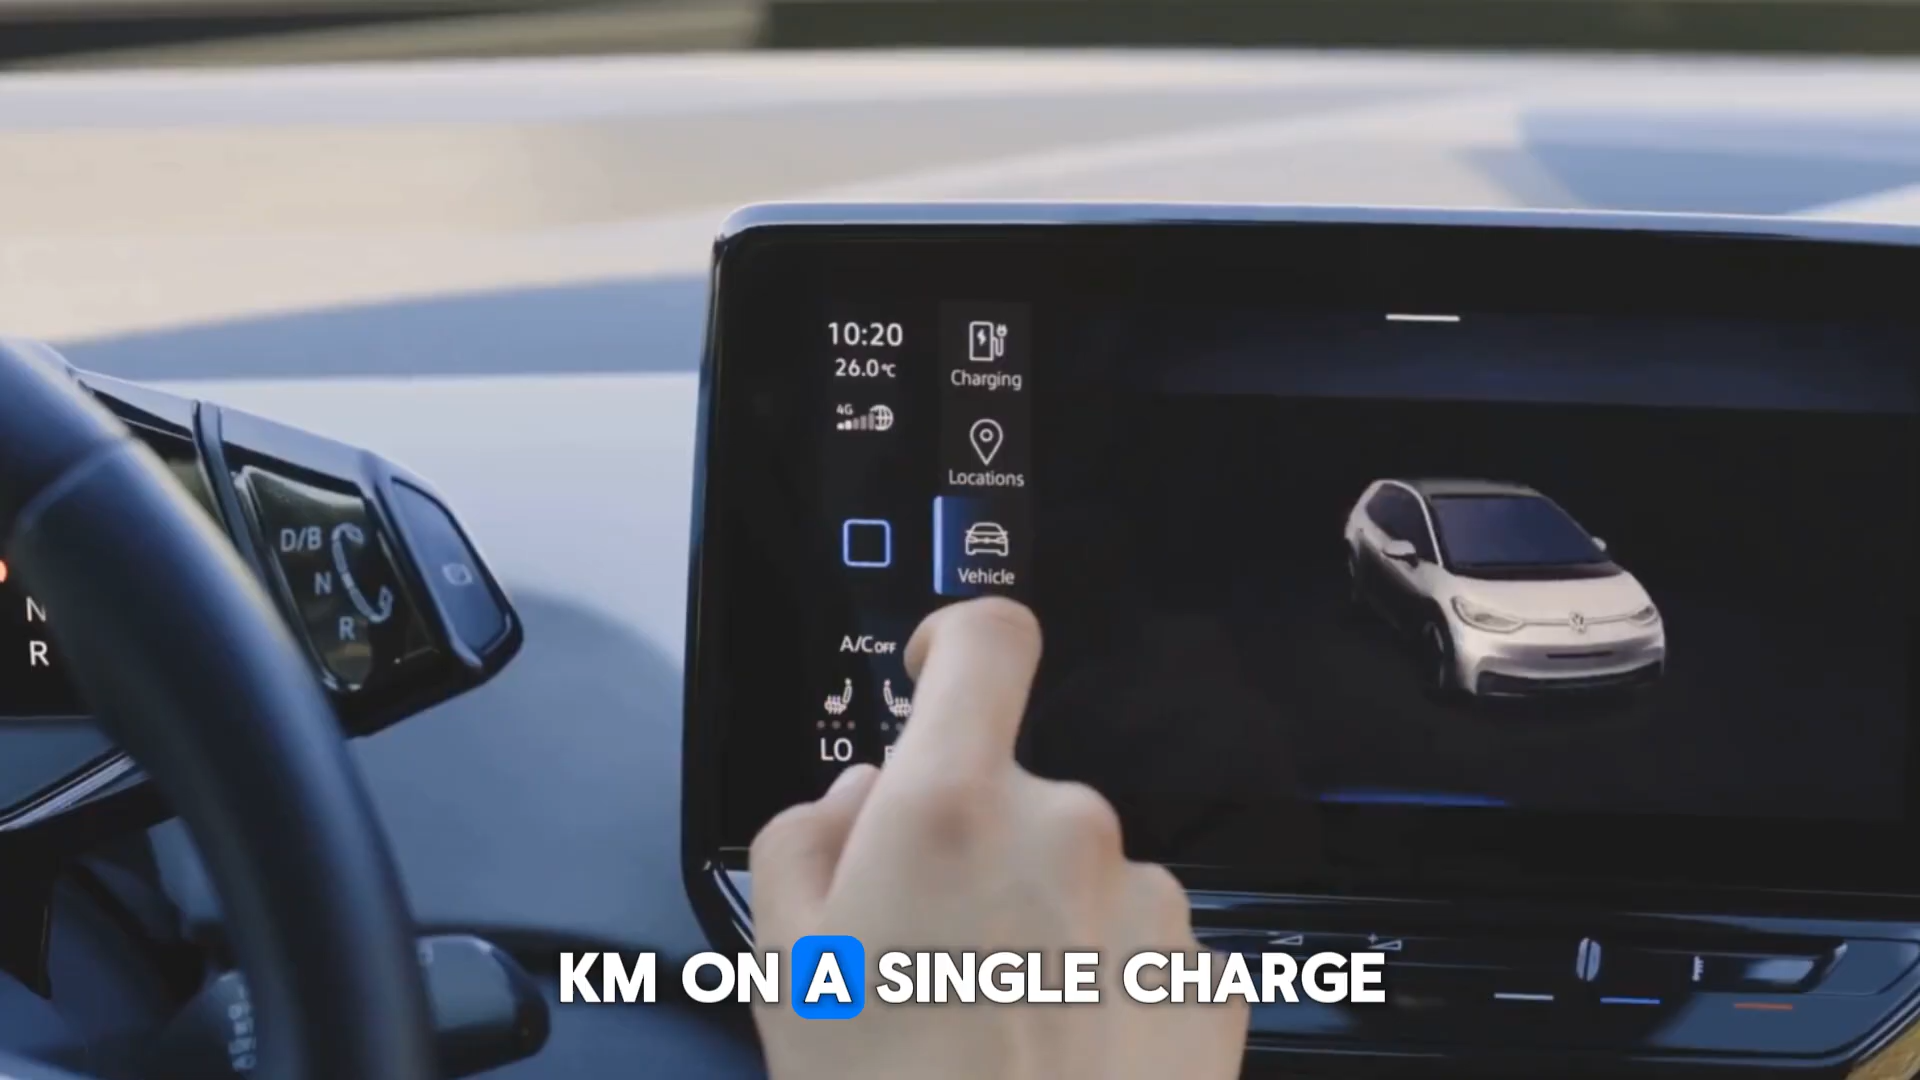 10:20
26.0°C
4G
Charging
Locations
Vehicle
D/B
N
R
N
R
A/C OFF
LO
KM ON A SINGLE CHARGE